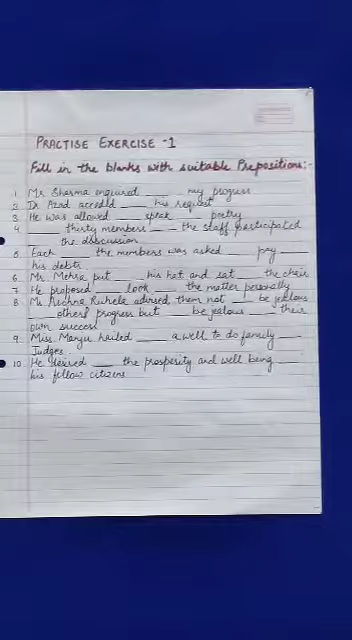 PRACTISE EXERCISE -1
Fill in the blanks with suitable Prepositions:-
1. Mr. Sharma enquired ____ my progress
2. Dr. Azad acceded ____ his request
3. He was allowed ____ speak ____ poetry
4. ____ thirty members ____ the staff participated
the disscussion
5. Each ____ the members was asked ____ pay ____
his debts
6. Mr. Mehra put ____ his hat and sat ____ the chair
7. He proposed ____ look ____ the matter personally
8. Ms Archna Ruhela advised them not ____ be jealous
____ others' progress but ____ be jealous ____ their
own success
9. Miss Manju hailed ____ a well to do family ____
Judges
10. He desired ____ the prosperity and well being ____
his fellow citizens